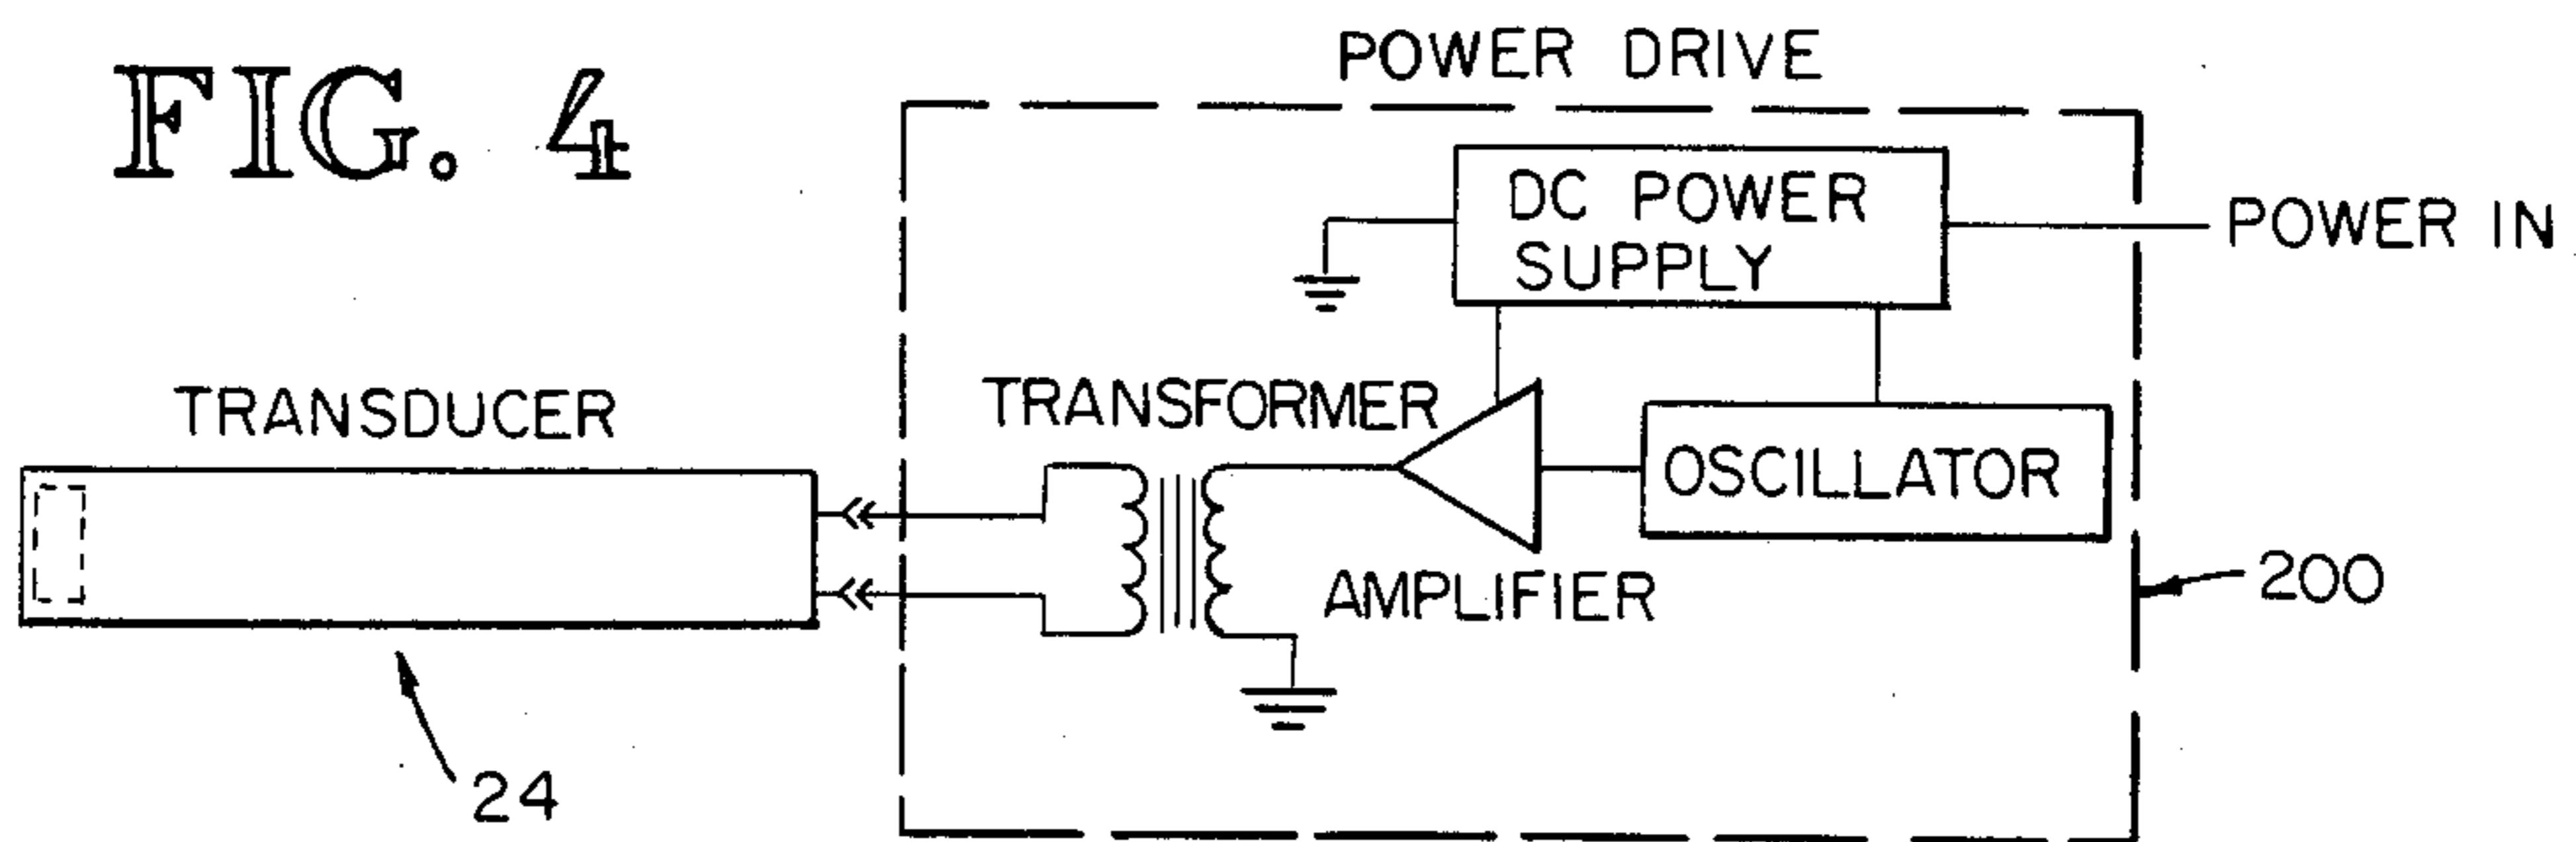 FIG. 4
POWER DRIVE
DC POWER
SUPPLY
POWER IN
TRANSDUCER
TRANSFORMER
OSCILLATOR
AMPLIFIER
200
24